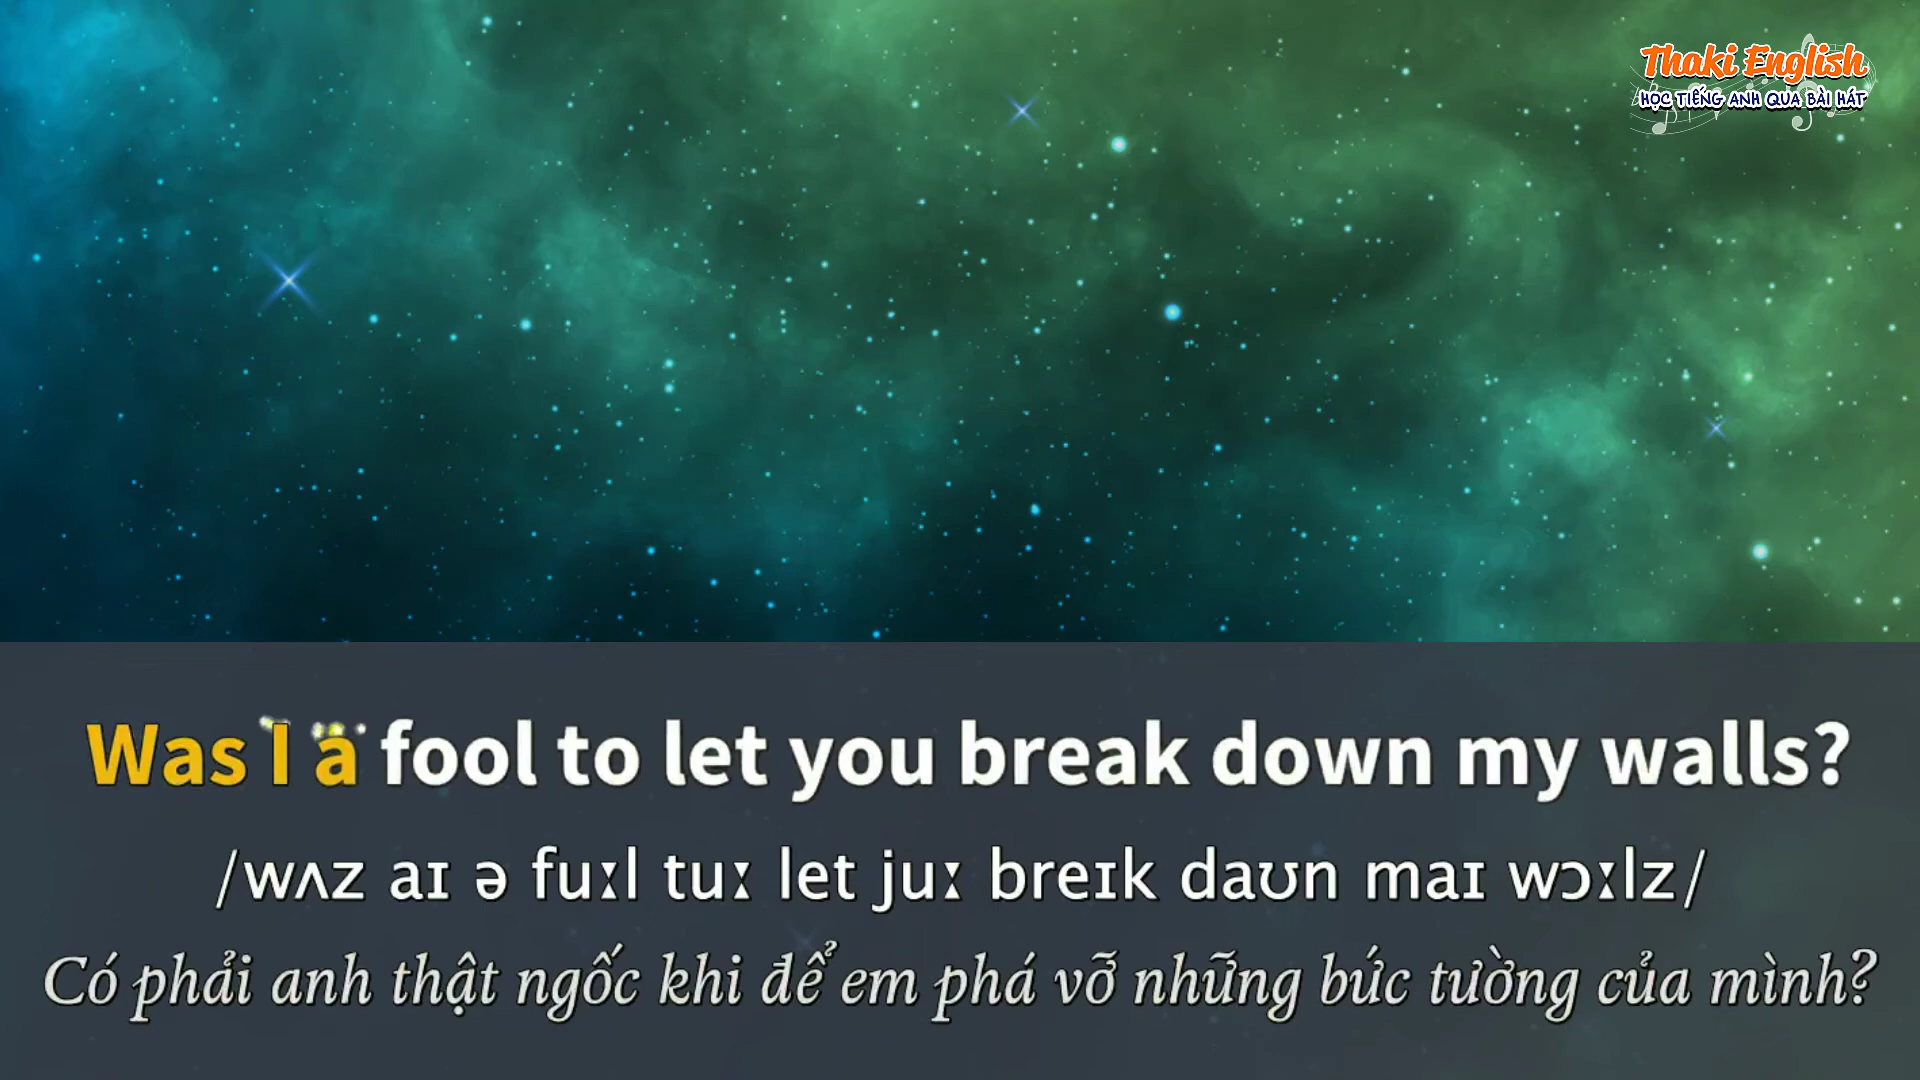 Thaki English
HỌC TIẾNG ANH QUA BÀI HÁT
Was I a fool to let you break down my walls?
/wʌz aɪ ə fuːl tuː let juː breɪk daʊn maɪ wɔːlz/
Có phải anh thật ngốc khi để em phá vỡ những bức tường của mình?